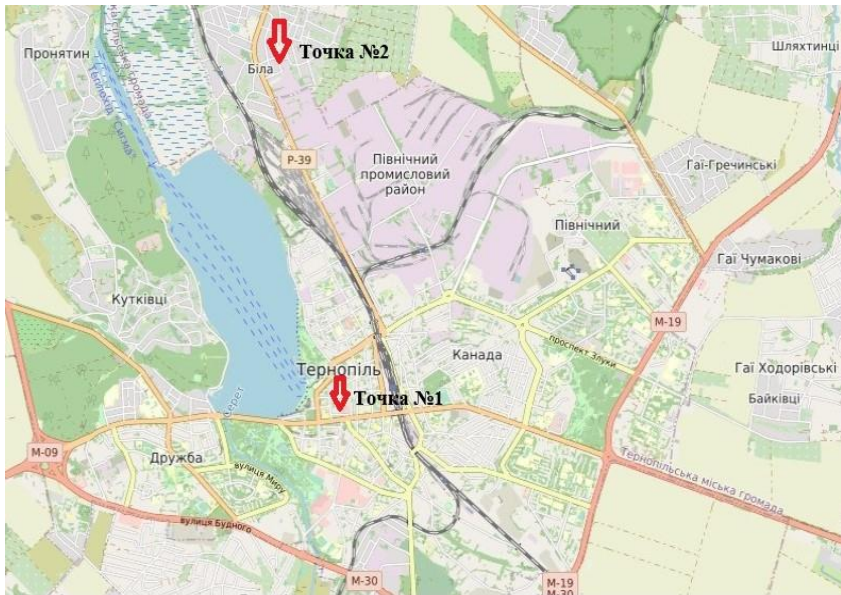 Пронятин
Точка №2
Біла
Шляхтинці
Р-39
Північний
промисловий
район
Гаї-Гречинські
Північний
Гаї Чумакові
Кутківці
М-19
проспект Злуки
Канада
Тернопіль
Гаї Ходорівські
Точка №1
Байківці
М-09
Дружба
вулиця Миру
Тернопільська міська громада
вулиця Будного
М-30
М-19
М-30